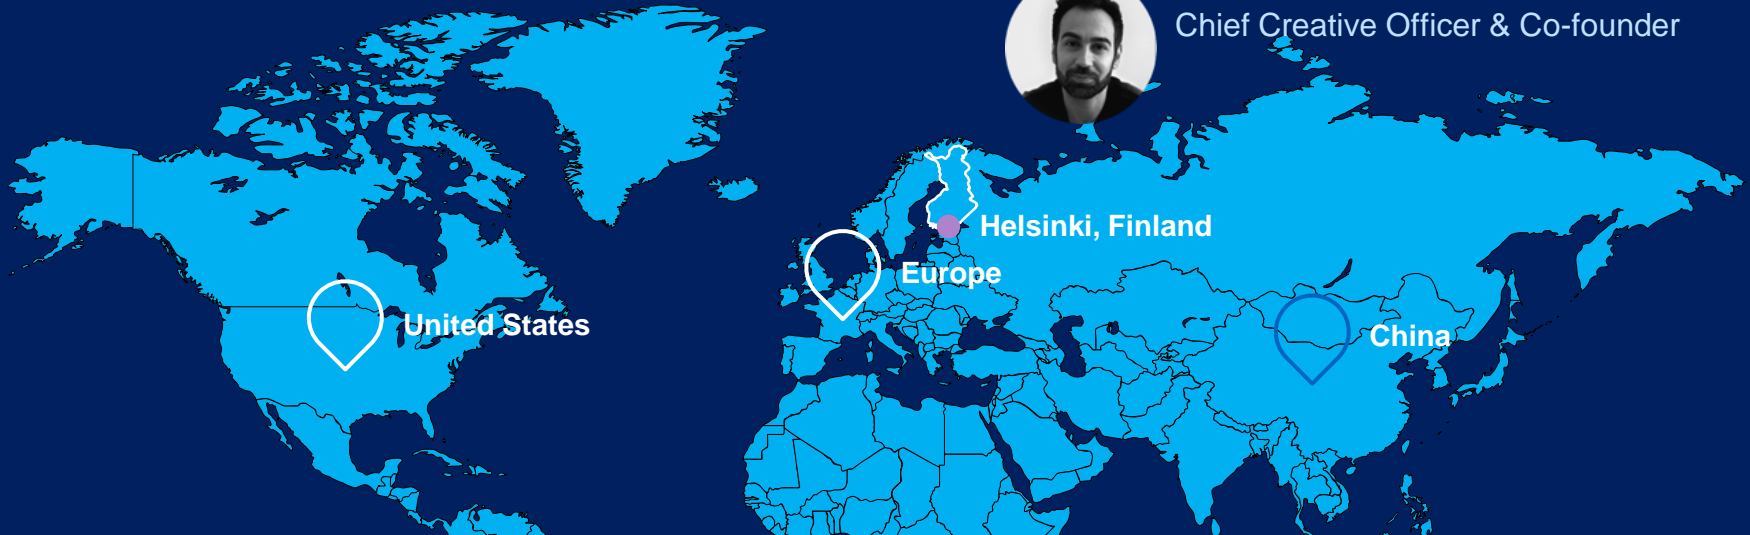 Chief Creative Officer & Co-founder
Helsinki, Finland
Europe
United States
China